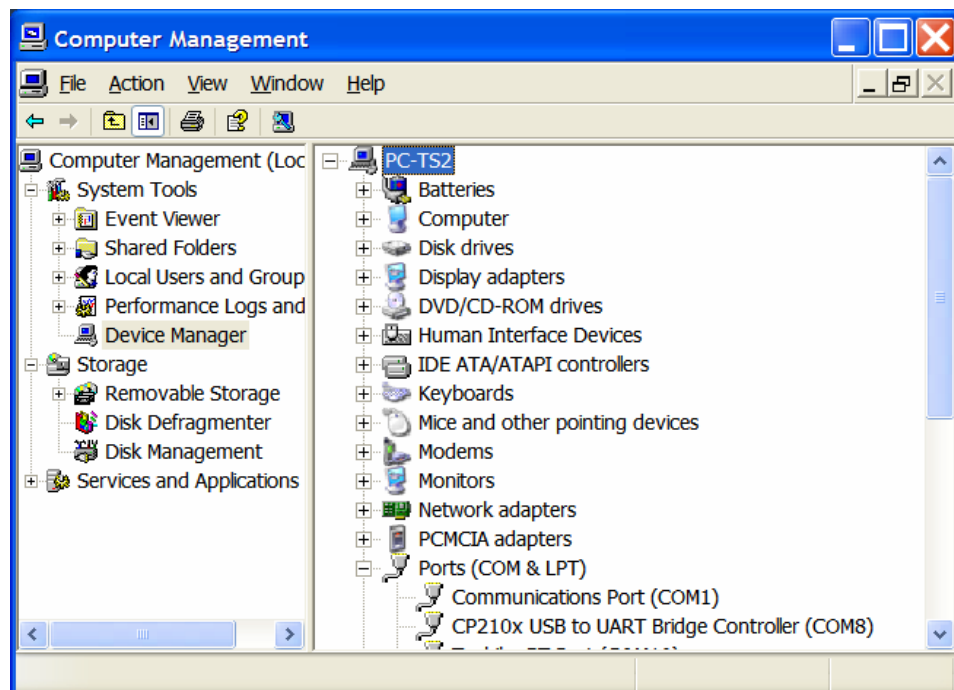 Computer Management
File Action View Window Help
Computer Management (Loc
System Tools
Event Viewer
Shared Folders
Local Users and Group
Performance Logs and
Device Manager
Storage
Removable Storage
Disk Defragmenter
Disk Management
Services and Applications
PC-TS2
Batteries
Computer
Disk drives
Display adapters
DVD/CD-ROM drives
Human Interface Devices
IDE ATA/ATAPI controllers
Keyboards
Mice and other pointing devices
Modems
Monitors
Network adapters
PCMCIA adapters
Ports (COM & LPT)
Communications Port (COM1)
CP210x USB to UART Bridge Controller (COM8)